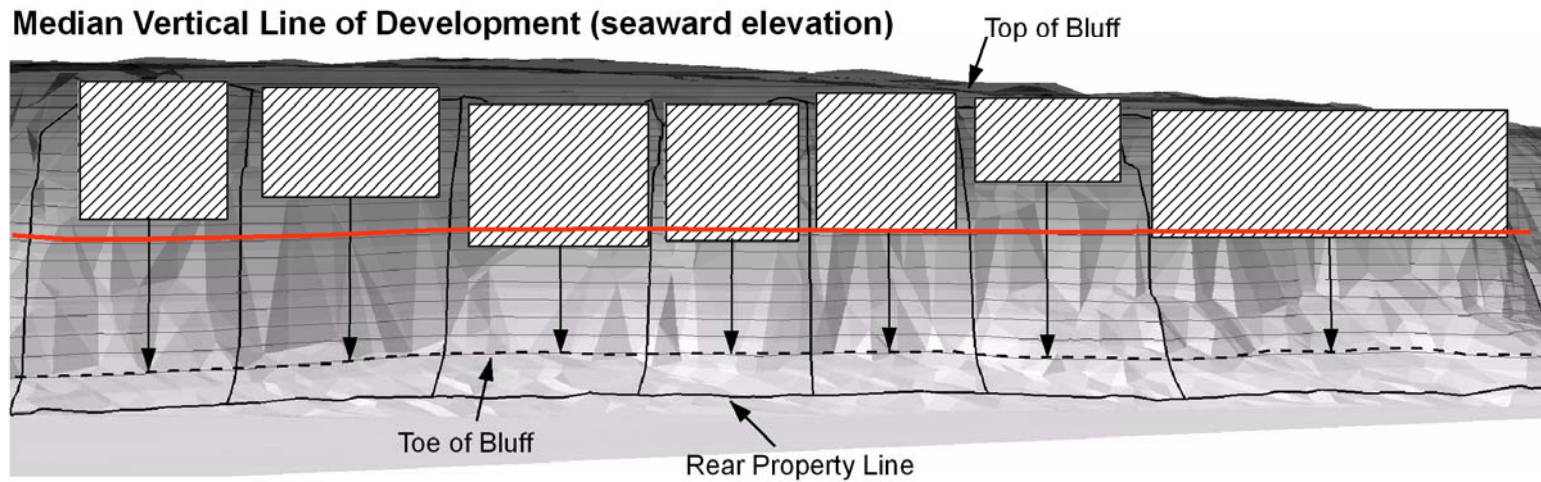 Median Vertical Line of Development (seaward elevation)
Top of Bluff
Toe of Bluff
Rear Property Line